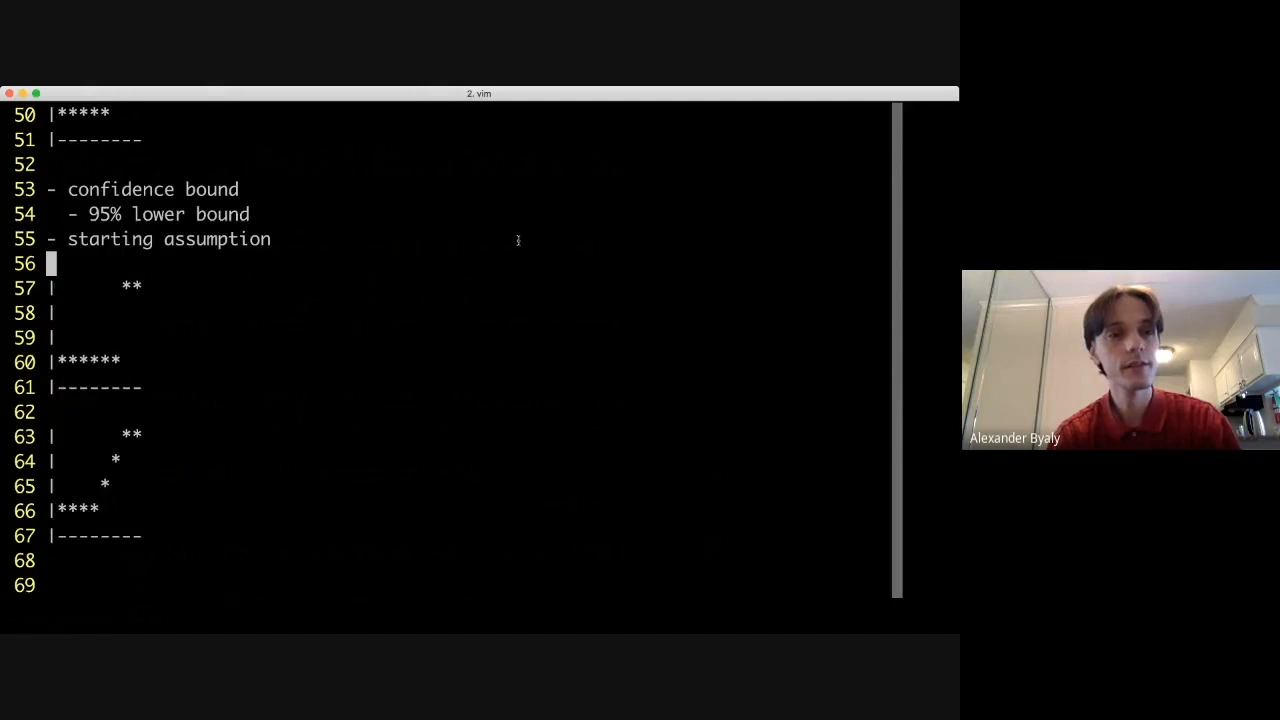 2. vim
50 |*****
51 |--------
52
53 - confidence bound
54   - 95% lower bound
55 - starting assumption
56
57 |      **
58 |
59 |
60 |******
61 |--------
62
63 |      **
64 |     *
65 |    *
66 |****
67 |--------
68
69
Alexander Byaly